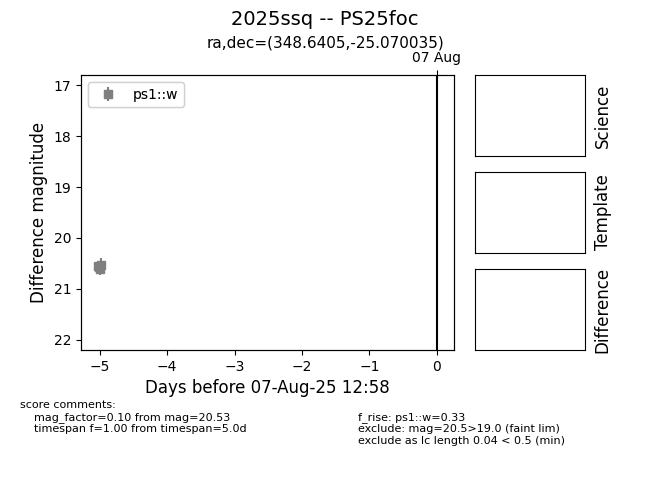 2025ssq -- PS25foc
ra,dec=(348.6405,-25.070035)
07 Aug
ps1::w
17
18
19
20
21
22
Difference magnitude
−5
−4
−3
−2
−1
0
Days before 07-Aug-25 12:58
Science
Template
Difference
score comments:
mag_factor=0.10 from mag=20.53
timespan f=1.00 from timespan=5.0d
f_rise: ps1::w=0.33
exclude: mag=20.5>19.0 (faint lim)
exclude as lc length 0.04 < 0.5 (min)